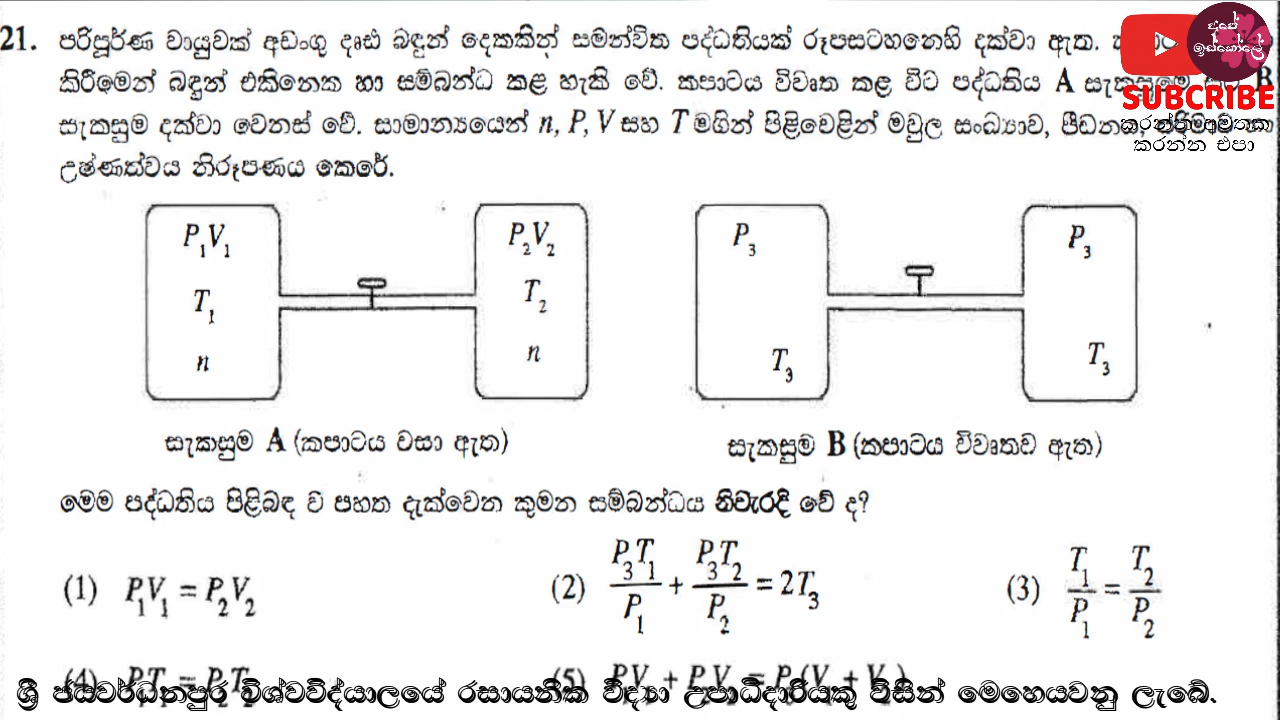 21. පරිපූර්ණ වායුවක් අඩංගු දෘඪ බඳුන් දෙකකින් සමන්විත පද්ධතියක් රූපසටහනෙහි දක්වා ඇත.
අපේ
ඉස්කෝලේ
කිරීමෙන් බඳුන් එකිනෙක හා සම්බන්ධ කළ හැකි වේ. කපාටය විවෘත කළ විට පද්ධතිය A සැකසුමේ සිට B
SUBCRIBE
සැකසුම දක්වා වෙනස් වේ. සාමාන්‍යයෙන් n, P, V සහ T මගින් පිළිවෙළින් මවුල සංඛ්‍යාව, පීඩනය,
කරන්න අමතක
කරන්න එපා
උෂ්ණත්වය නිරූපණය කෙරේ.
P₁V₁ P₂V₂ P₃ P₃
T₁ T₂
n n T₃ T₃
සැකසුම A (කපාටය වසා ඇත) සැකසුම B (කපාටය විවෘතව ඇත)
මෙම පද්ධතිය පිළිබඳ ව පහත දැක්වෙන කුමන සම්බන්ධය නිවැරදි වේ ද?
(1) P₁V₁ = P₂V₂ (2) P₃T₁/P₁ + P₃T₂/P₂ = 2T₃ (3) T₁/P₁ = T₂/P₂
ශ්‍රී ජයවර්ධනපුර විශ්වවිද්යාලයේ රසායනික විද්‍යා උපාධිදාරියකු විසින් මෙහෙයවනු ලැබේ.